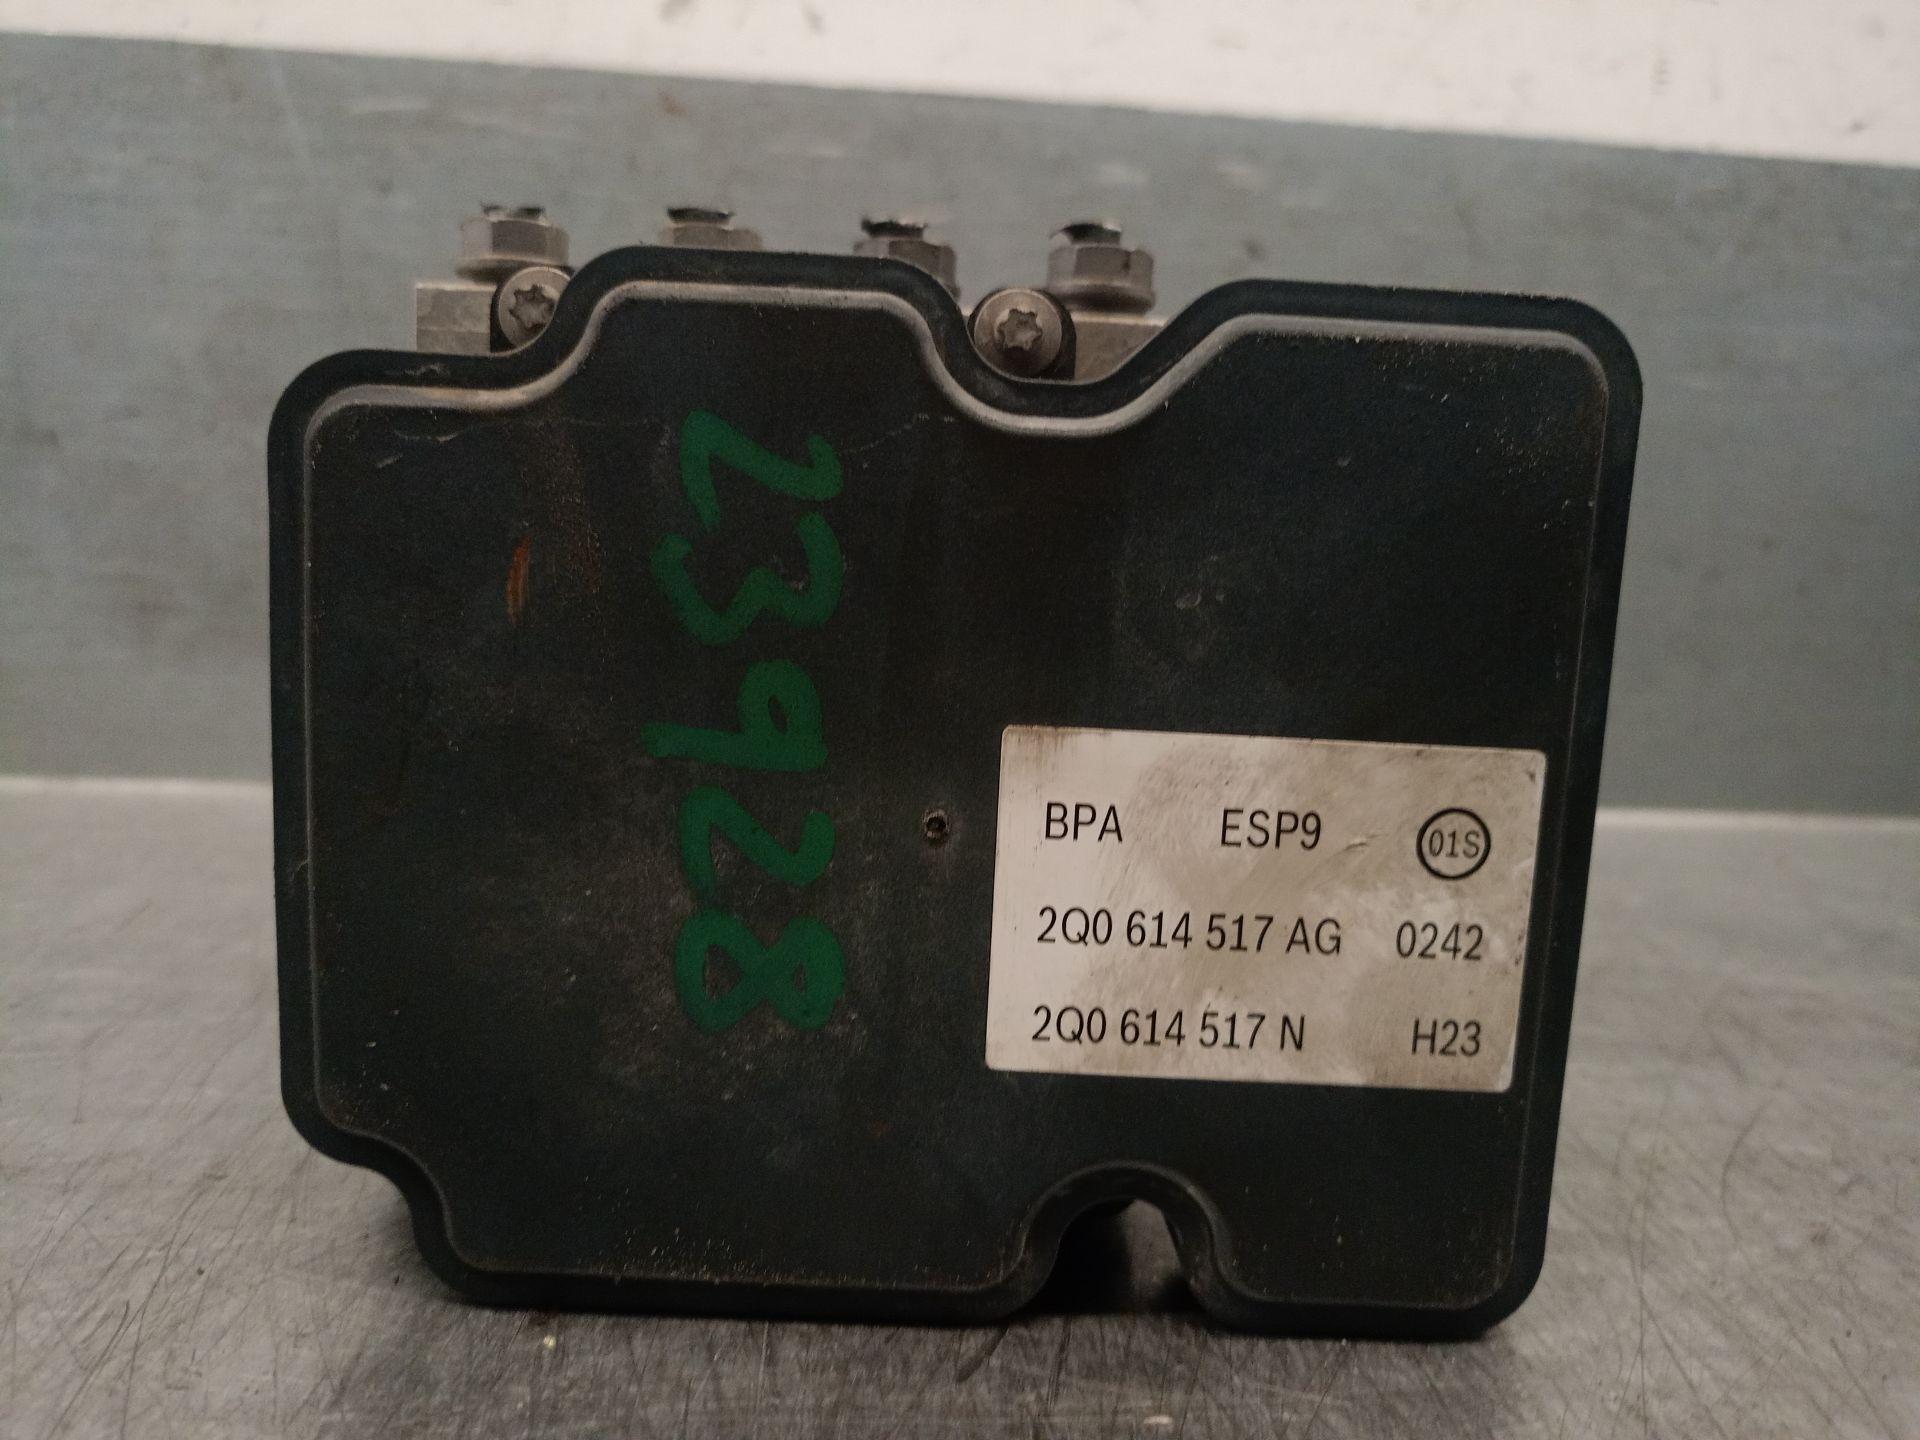 23928
BPA ESP9 01S
2Q0 614 517 AG 0242
2Q0 614 517 N H23